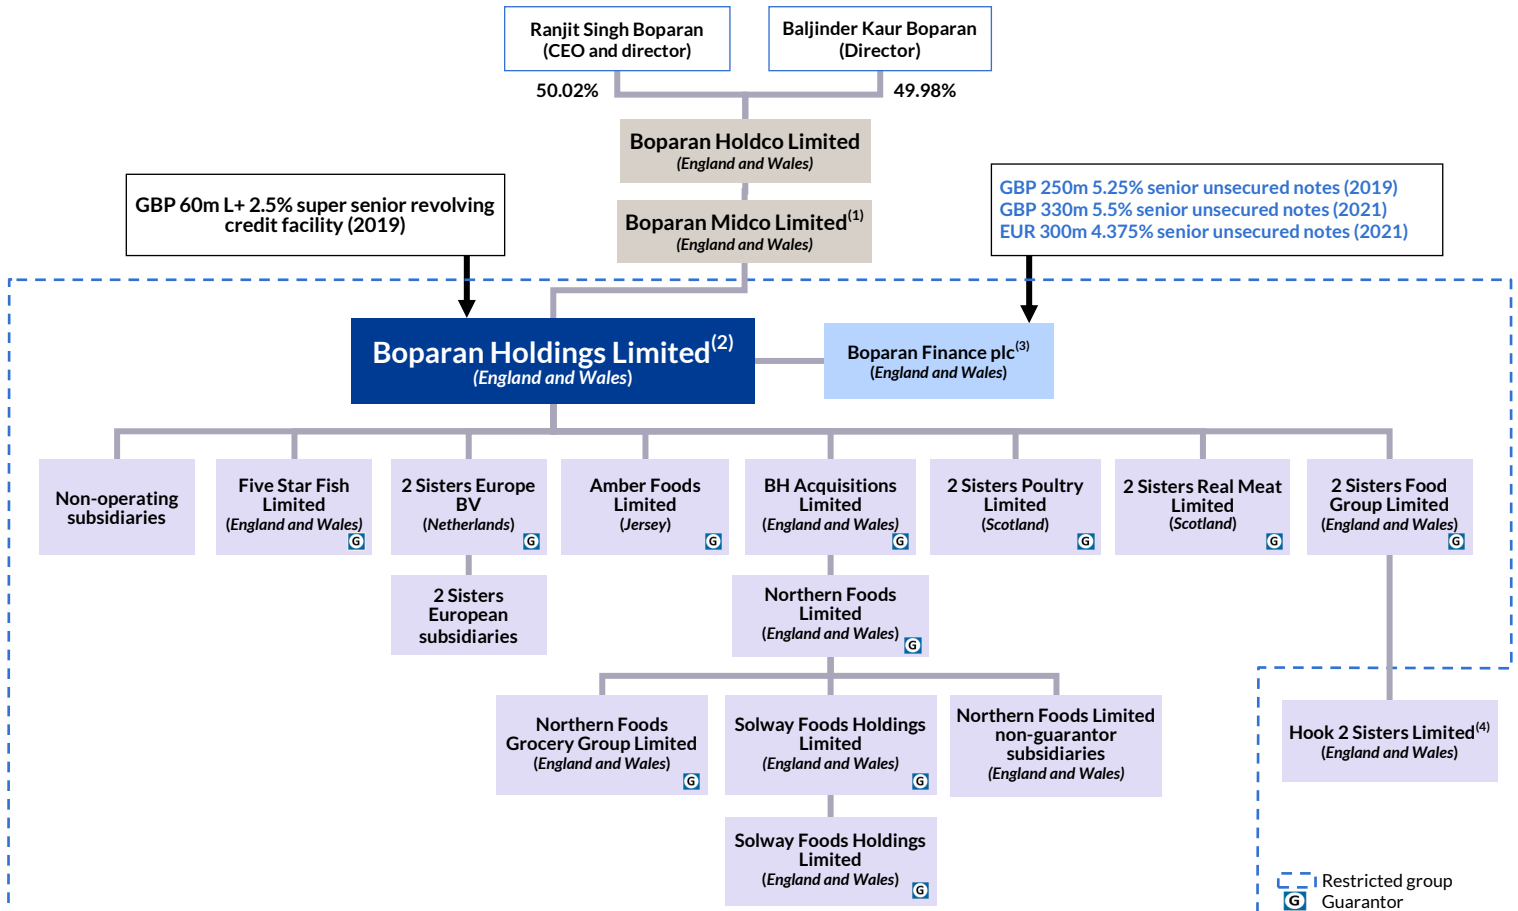 Ranjit Singh Boparan
(CEO and director)
Baljinder Kaur Boparan
(Director)
50.02%
49.98%
Boparan Holdco Limited
(England and Wales)
GBP 60m L+ 2.5% super senior revolving
credit facility (2019)
Boparan Midco Limited(1)
(England and Wales)
GBP 250m 5.25% senior unsecured notes (2019)
GBP 330m 5.5% senior unsecured notes (2021)
EUR 300m 4.375% senior unsecured notes (2021)
Boparan Holdings Limited(2)
(England and Wales)
Boparan Finance plc(3)
(England and Wales)
Non-operating
subsidiaries
Five Star Fish
Limited
(England and Wales)
G
2 Sisters Europe
BV
(Netherlands)
G
Amber Foods
Limited
(Jersey)
G
BH Acquisitions
Limited
(England and Wales)
G
2 Sisters Poultry
Limited
(Scotland)
G
2 Sisters Real Meat
Limited
(Scotland)
G
2 Sisters Food
Group Limited
(England and Wales)
G
2 Sisters
European
subsidiaries
Northern Foods
Limited
(England and Wales)
G
Northern Foods
Grocery Group Limited
(England and Wales)
G
Solway Foods Holdings
Limited
(England and Wales)
G
Northern Foods Limited
non-guarantor
subsidiaries
(England and Wales)
Hook 2 Sisters Limited(4)
(England and Wales)
Solway Foods Holdings
Limited
(England and Wales)
G
Restricted group
G Guarantor